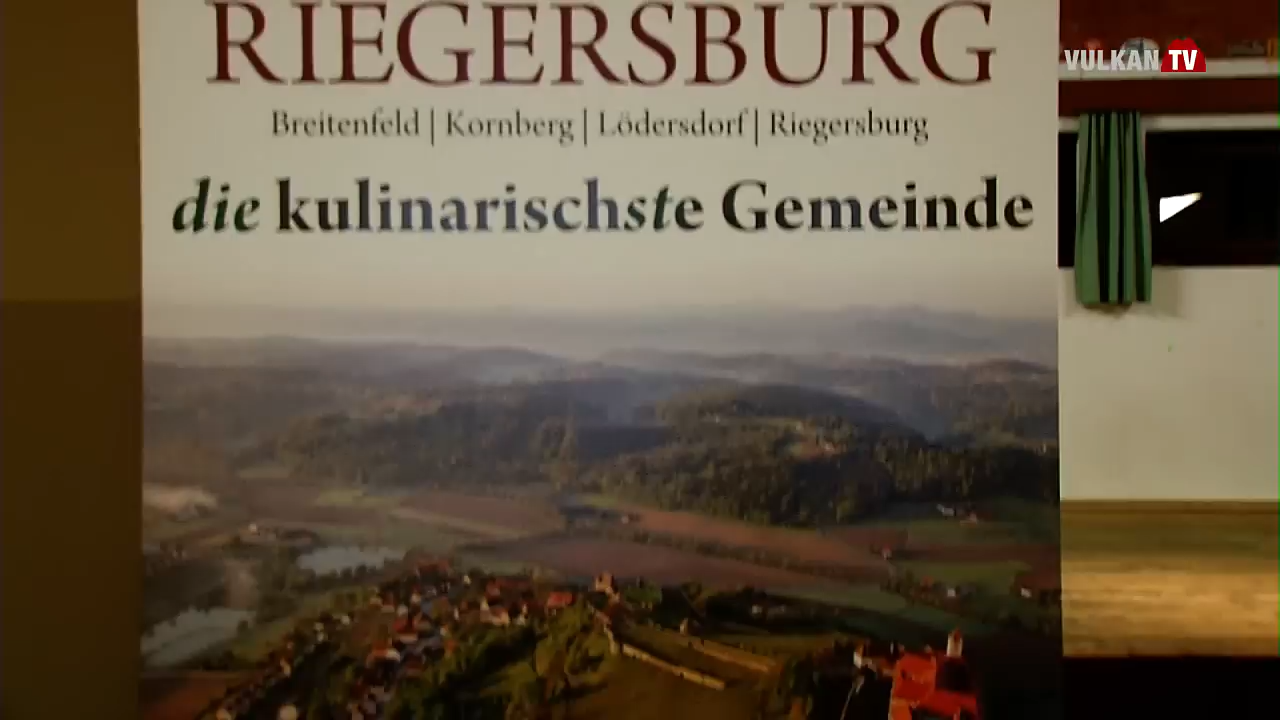 RIEGERSBURG
VULKAN TV
Breitenfeld | Kornberg | Lödersdorf | Riegersburg
die kulinarischste Gemeinde